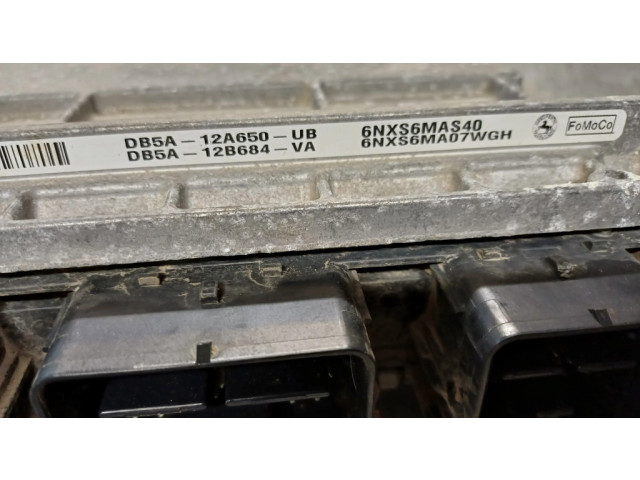 DB5A-12A650-UB 6NXS6MAS40
DB5A-12B684-VA 6NXS6MA07WGH
FoMoCo